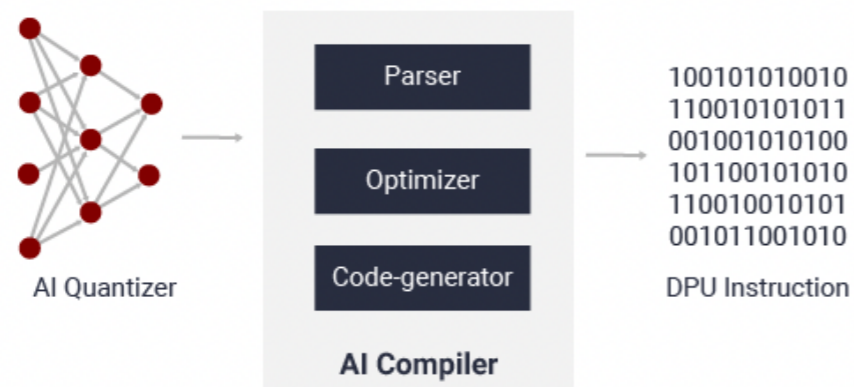 Parser
100101010010
110010101011
001001010100
Optimizer
101100101010
110010010101
001011001010
Code-generator
AI Quantizer
DPU Instruction
AI Compiler